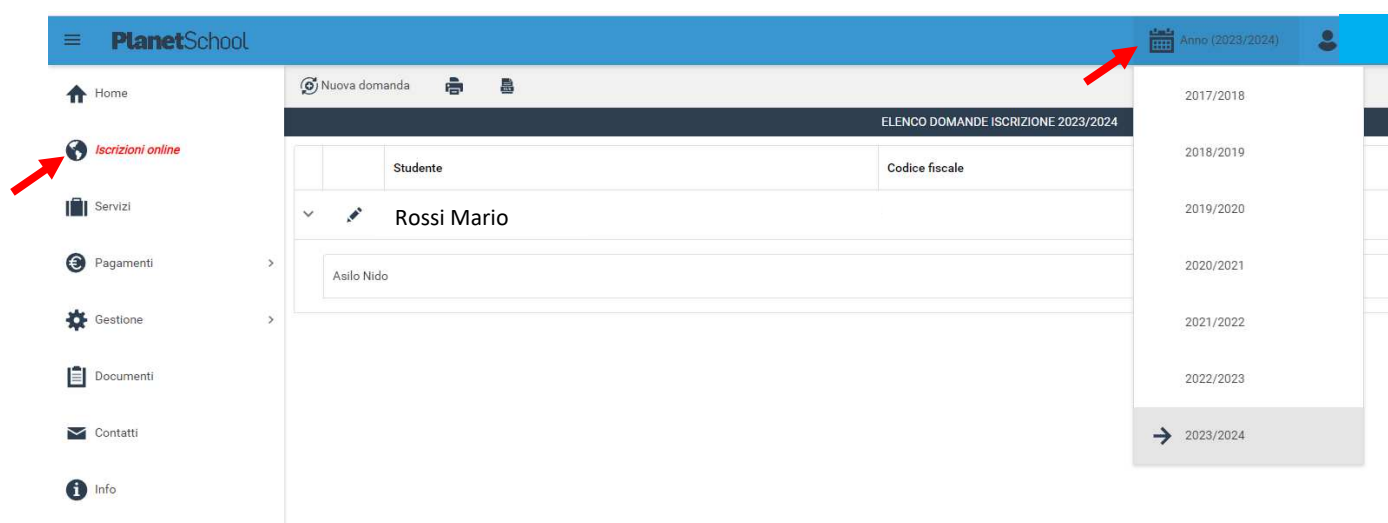 PlanetSchool
Anno (2023/2024)
Home
Iscrizioni online
Servizi
Pagamenti
Gestione
Documenti
Contatti
Info
Nuova domanda
ELENCO DOMANDE ISCRIZIONE 2023/2024
Studente
Codice fiscale
Rossi Mario
Asilo Nido
2017/2018
2018/2019
2019/2020
2020/2021
2021/2022
2022/2023
2023/2024